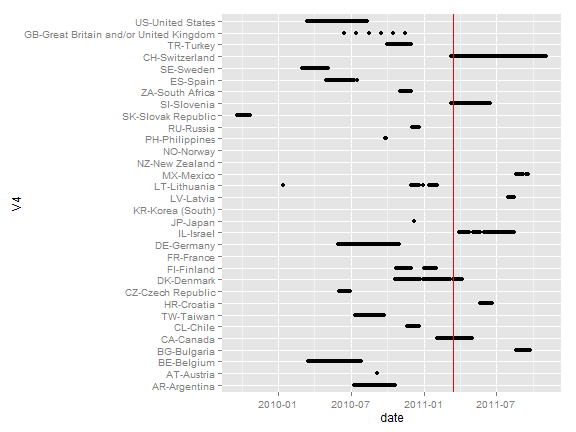 US-United States
GB-Great Britain and/or United Kingdom
TR-Turkey
CH-Switzerland
SE-Sweden
ES-Spain
ZA-South Africa
SI-Slovenia
SK-Slovak Republic
RU-Russia
PH-Philippines
NO-Norway
NZ-New Zealand
MX-Mexico
LT-Lithuania
LV-Latvia
KR-Korea (South)
JP-Japan
IL-Israel
DE-Germany
FR-France
FI-Finland
DK-Denmark
CZ-Czech Republic
HR-Croatia
TW-Taiwan
CL-Chile
CA-Canada
BG-Bulgaria
BE-Belgium
AT-Austria
AR-Argentina
V4
2010-01 2010-07 2011-01 2011-07
date